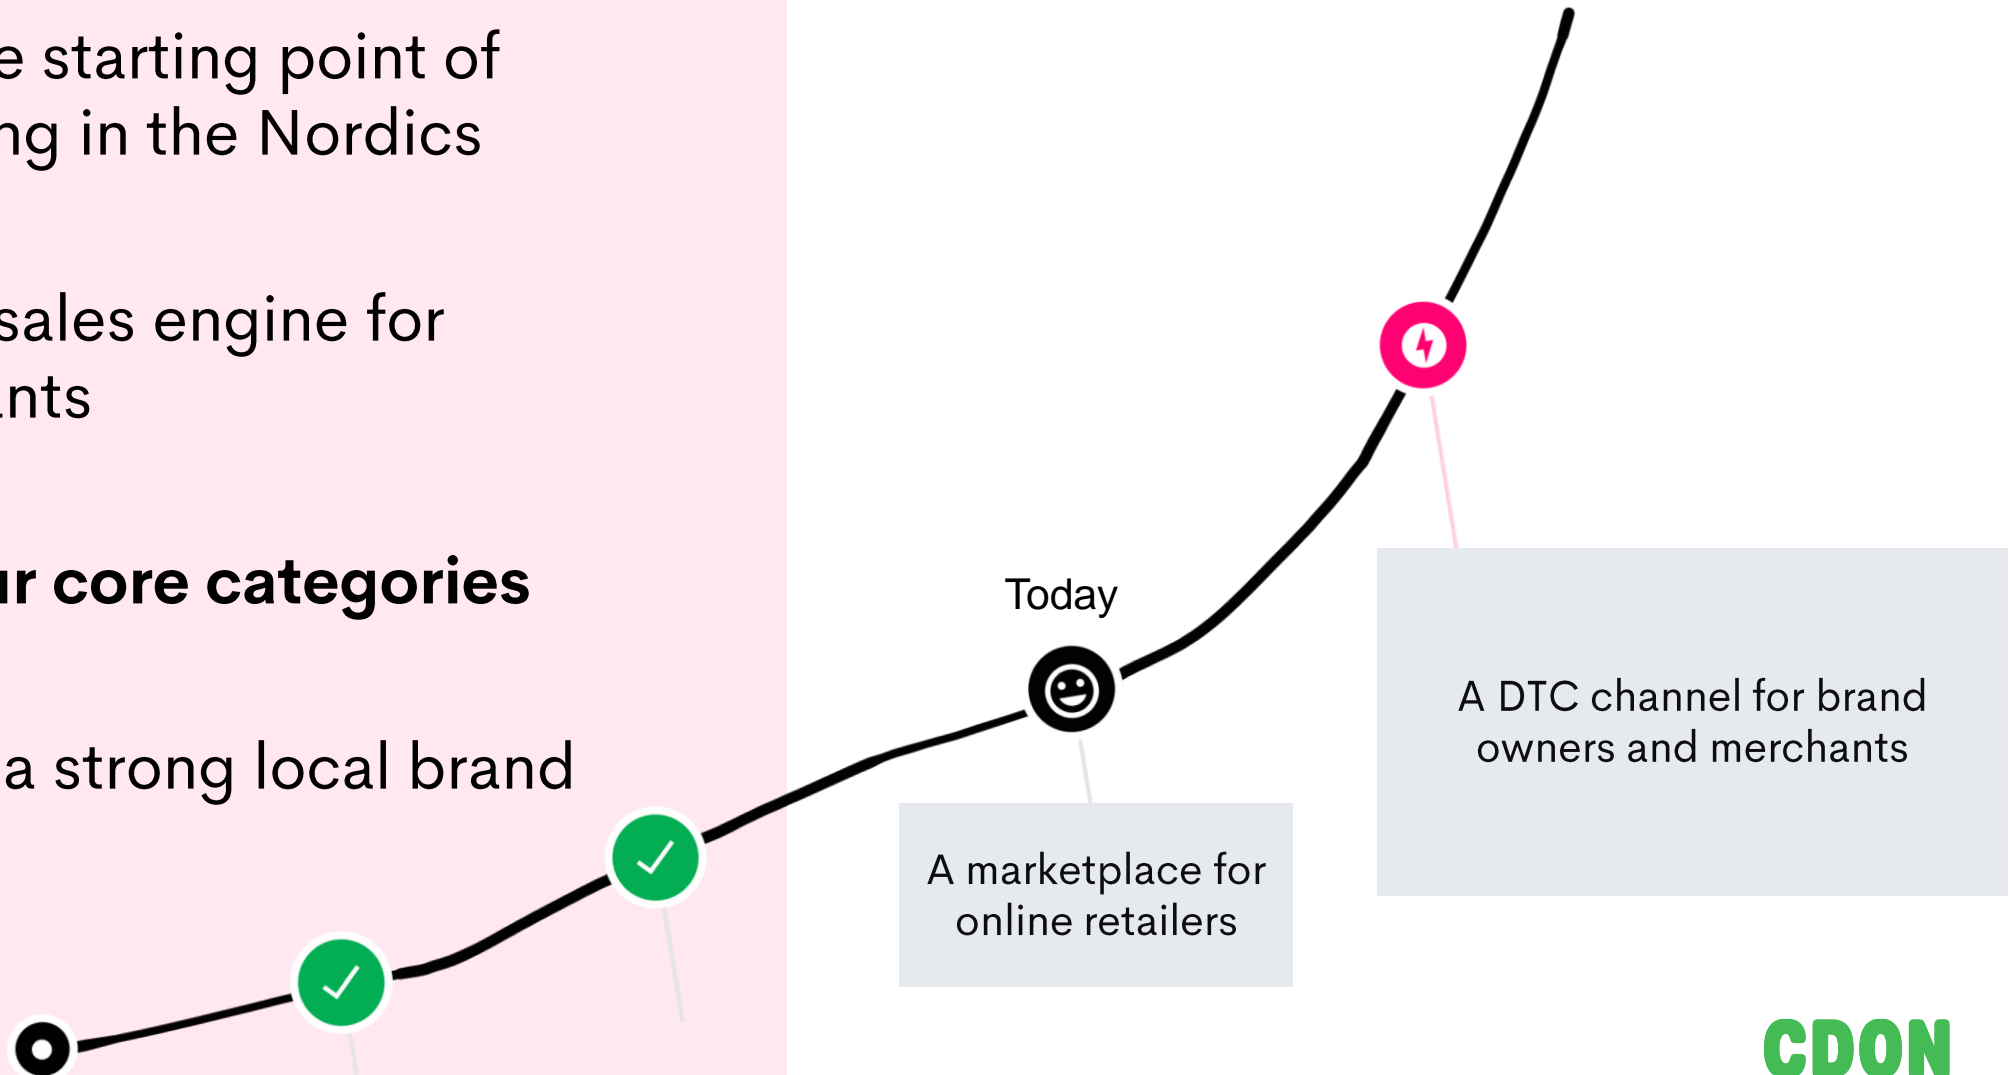 e starting point of
ng in the Nordics
sales engine for
nts
r core categories
a strong local brand
Today
A DTC channel for brand
owners and merchants
A marketplace for
online retailers
CDON